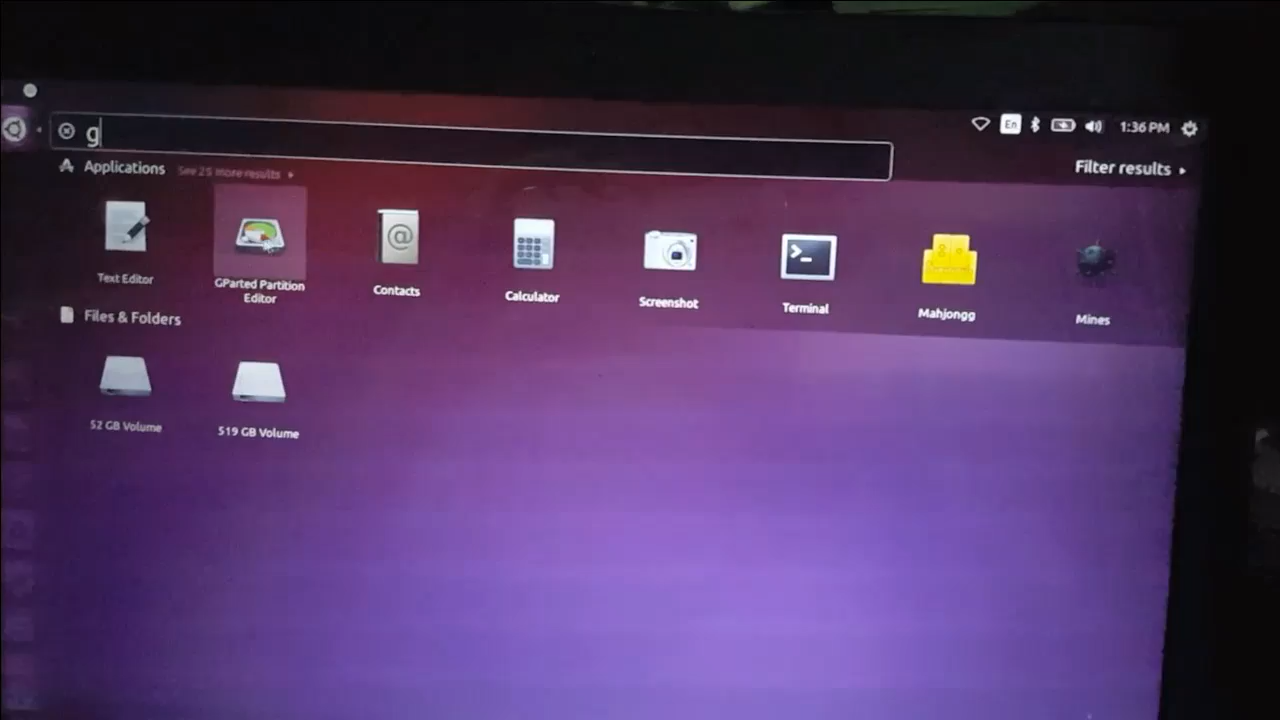 g
En
1:36 PM
Applications See 25 more results
Filter results
Text Editor
GParted Partition
Editor
Contacts
Calculator
Screenshot
Terminal
Mahjongg
Mines
Files & Folders
52 GB Volume
519 GB Volume